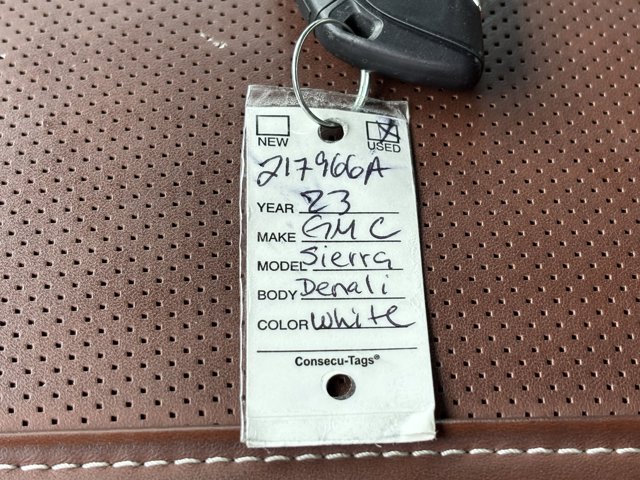 NEW USED
217966A
YEAR 23
MAKE GMC
MODEL Sierra
BODY Denali
COLOR White
Consecu-Tags®